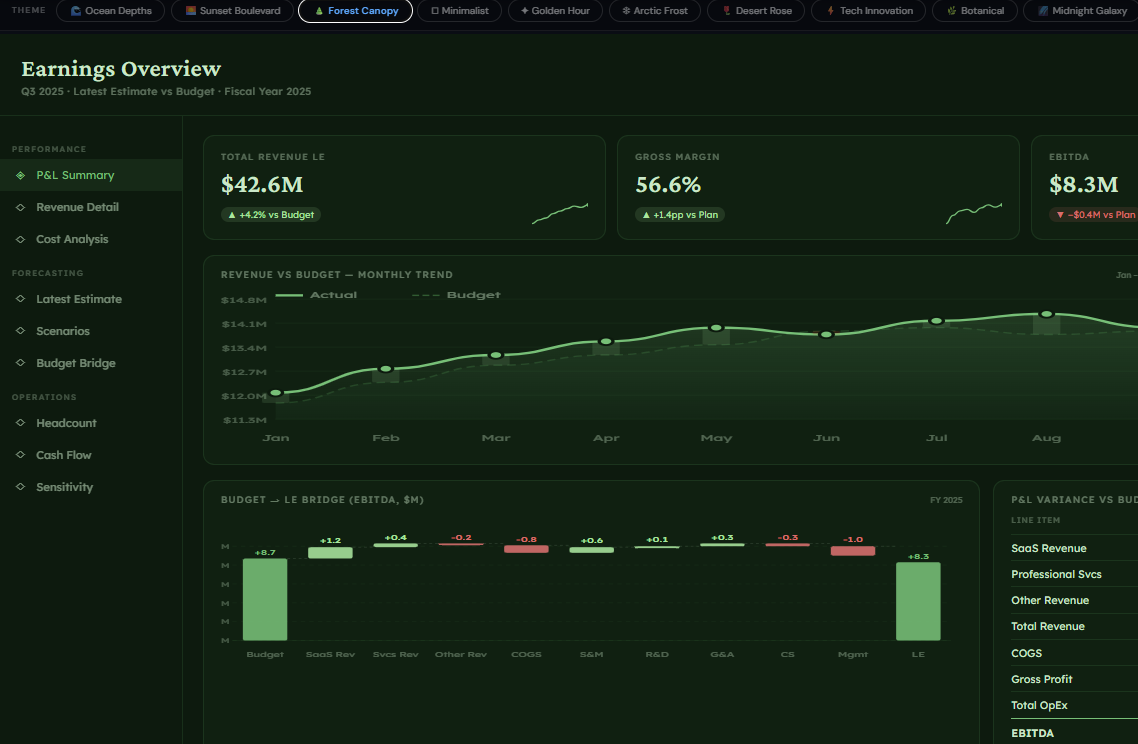 THEME Ocean Depths Sunset Boulevard Forest Canopy Minimalist Golden Hour Arctic Frost Desert Rose Tech Innovation Botanical Midnight Galaxy
Earnings Overview
Q3 2025 · Latest Estimate vs Budget · Fiscal Year 2025
PERFORMANCE
P&L Summary
Revenue Detail
Cost Analysis
FORECASTING
Latest Estimate
Scenarios
Budget Bridge
OPERATIONS
Headcount
Cash Flow
Sensitivity
TOTAL REVENUE LE
$42.6M
▲ +4.2% vs Budget
GROSS MARGIN
56.6%
▲ +1.4pp vs Plan
EBITDA
$8.3M
▼ −$0.4M vs Plan
REVENUE VS BUDGET — MONTHLY TREND
Jan –
Actual Budget
$14.8M
$14.1M
$13.4M
$12.7M
$12.0M
$11.3M
Jan Feb Mar Apr May Jun Jul Aug
BUDGET → LE BRIDGE (EBITDA, $M)
FY 2025
+8.7 +1.2 +0.4 −0.2 −0.8 +0.6 +0.1 +0.3 −0.3 −1.0 +8.3
M
M
M
M
M
M
Budget SaaS Rev Svcs Rev Other Rev COGS S&M R&D G&A CS Mgmt LE
P&L VARIANCE VS BUD
LINE ITEM
SaaS Revenue
Professional Svcs
Other Revenue
Total Revenue
COGS
Gross Profit
Total OpEx
EBITDA